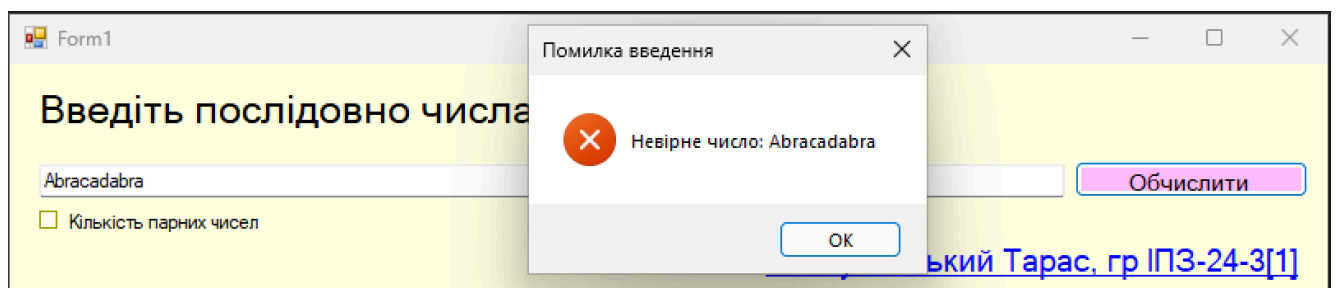 Form1
Помилка введення
Введіть послідовно числа
Невірне число: Abracadabra
Abracadabra
Обчислити
Кількість парних чисел
OK
Тарас, гр ІПЗ-24-3[1]